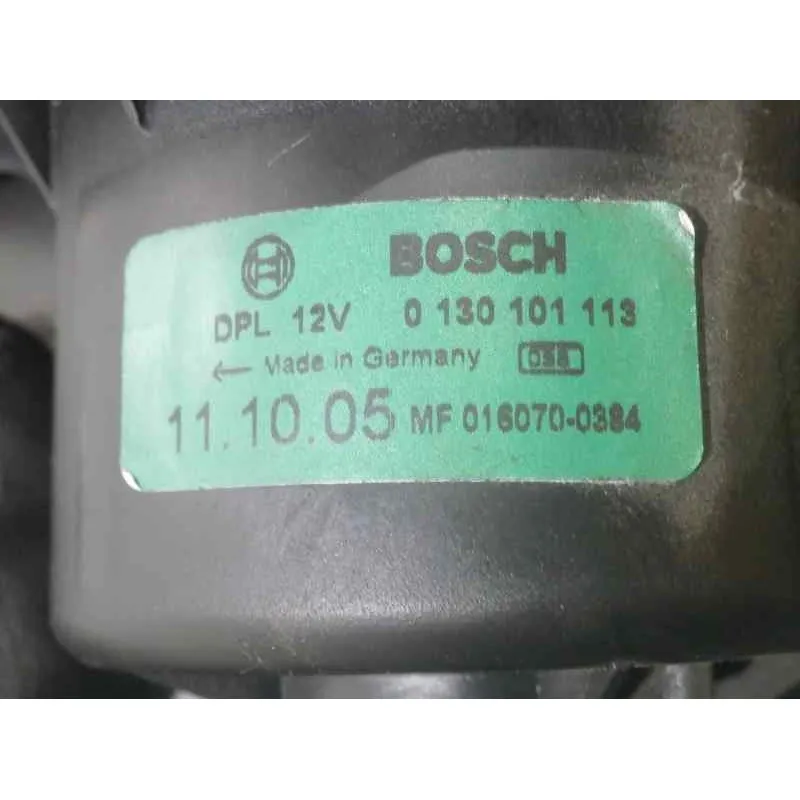 BOSCH
DPL 12V 0 130 101 113
← Made in Germany
11.10.05 MF 016070-0384